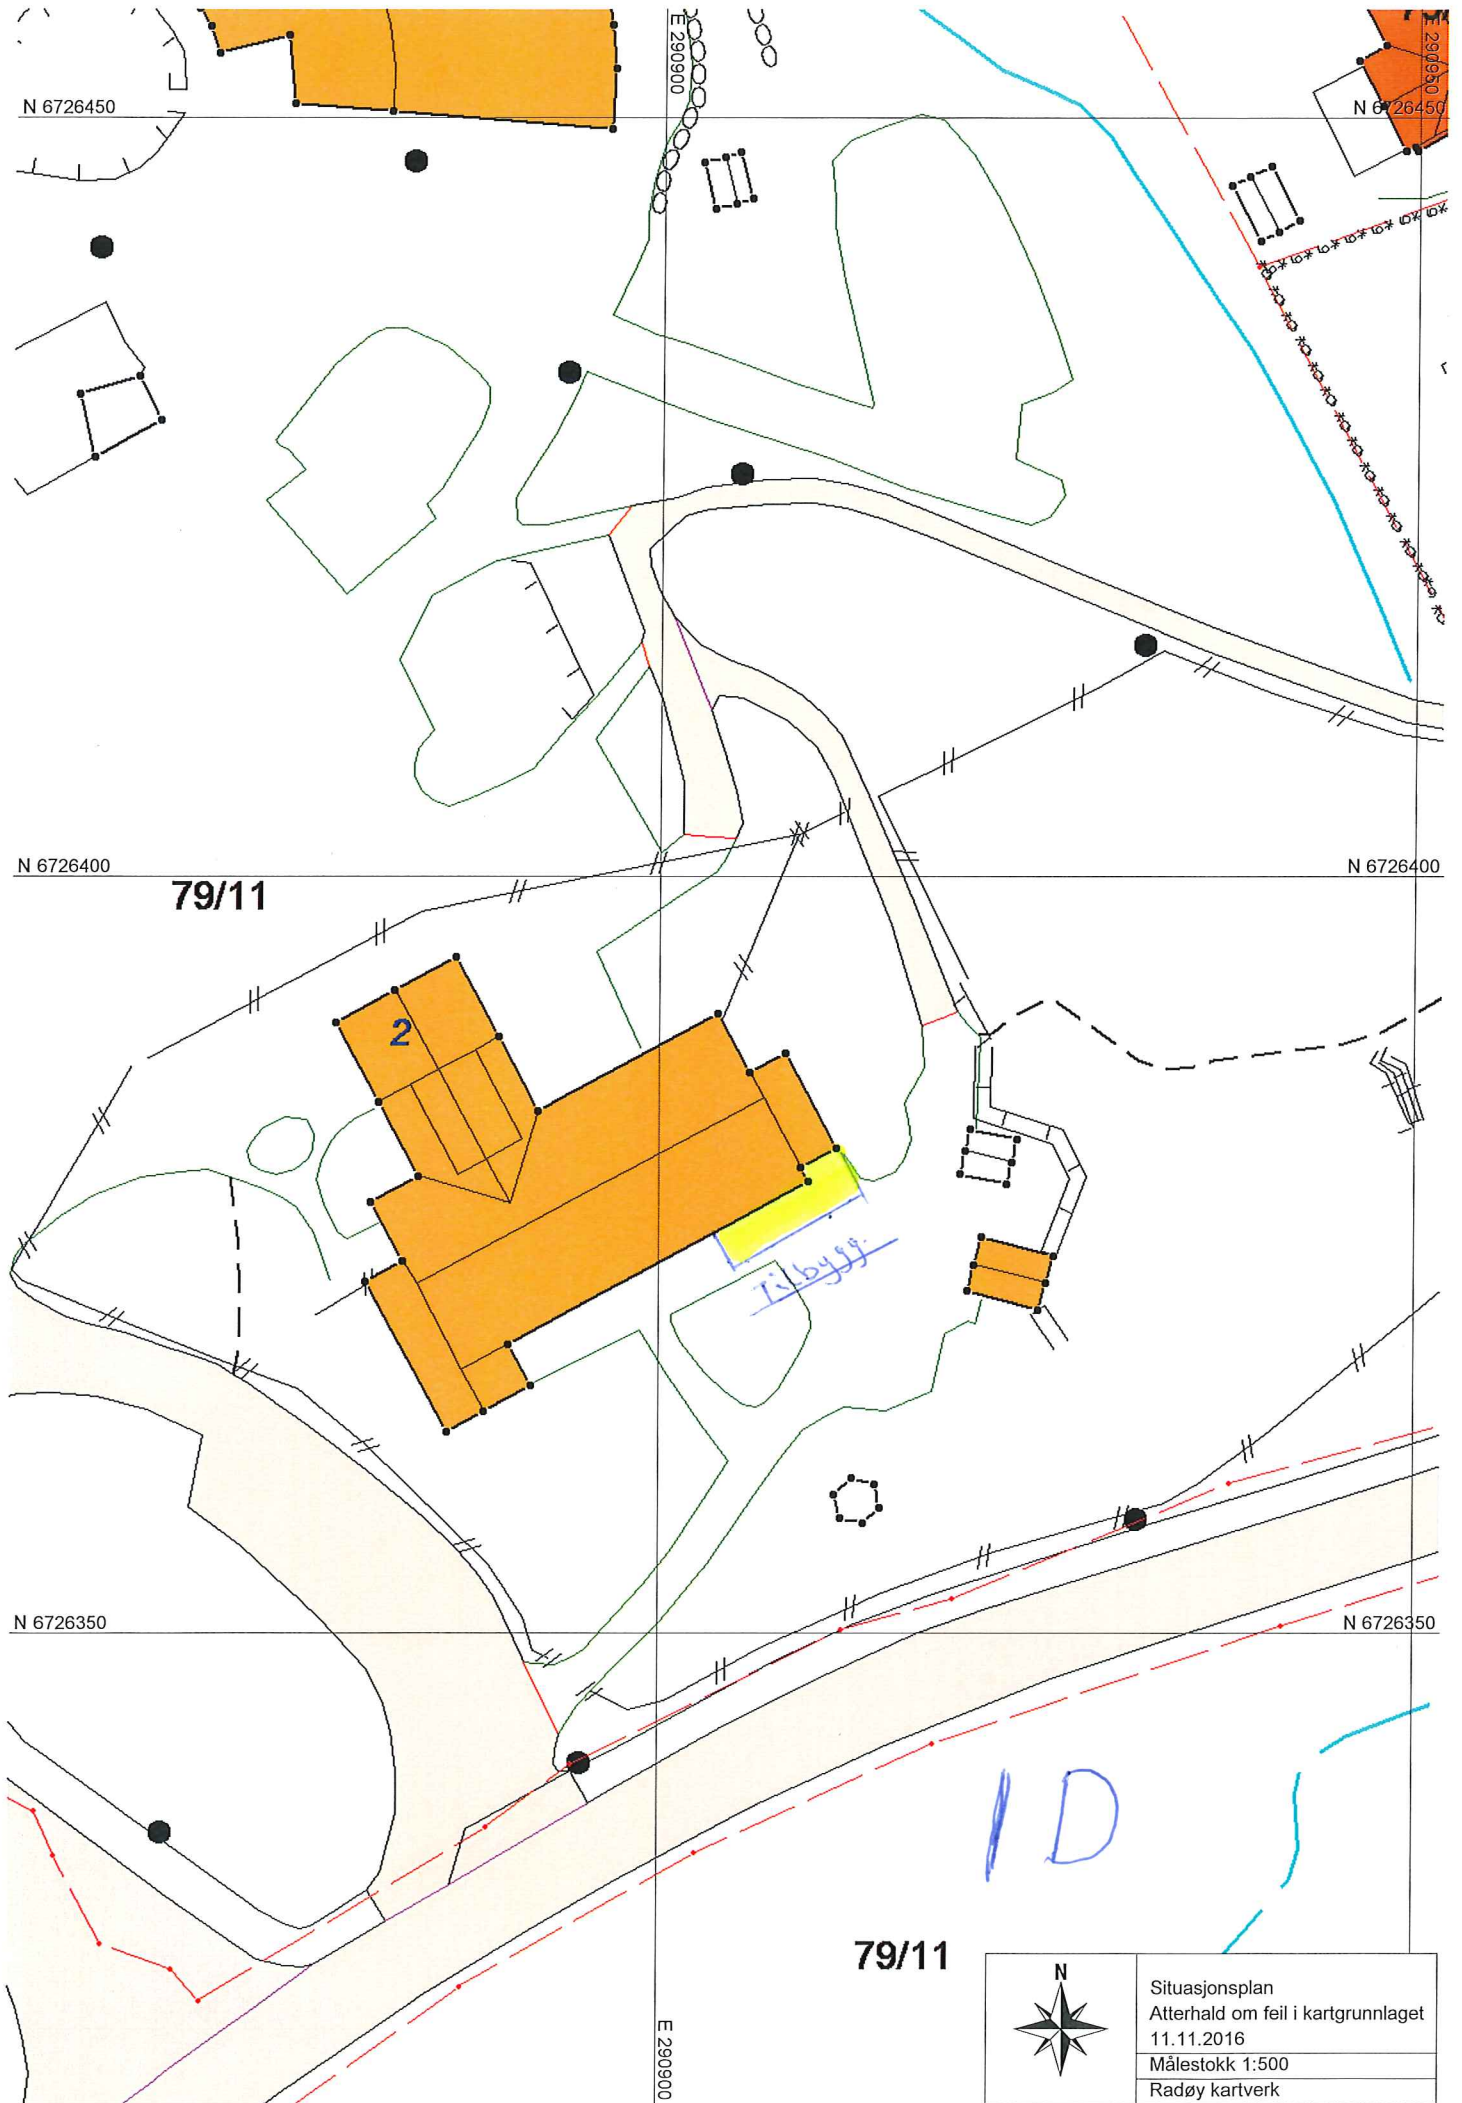 E 290900
E 290950
N 6726450
N 6726450
N 6726400
N 6726400
79/11
2
Tilbygg.
N 6726350
N 6726350
1D
79/11
E 290900
N
Situasjonsplan
Atterhald om feil i kartgrunnlaget
11.11.2016
Målestokk 1:500
Radøy kartverk